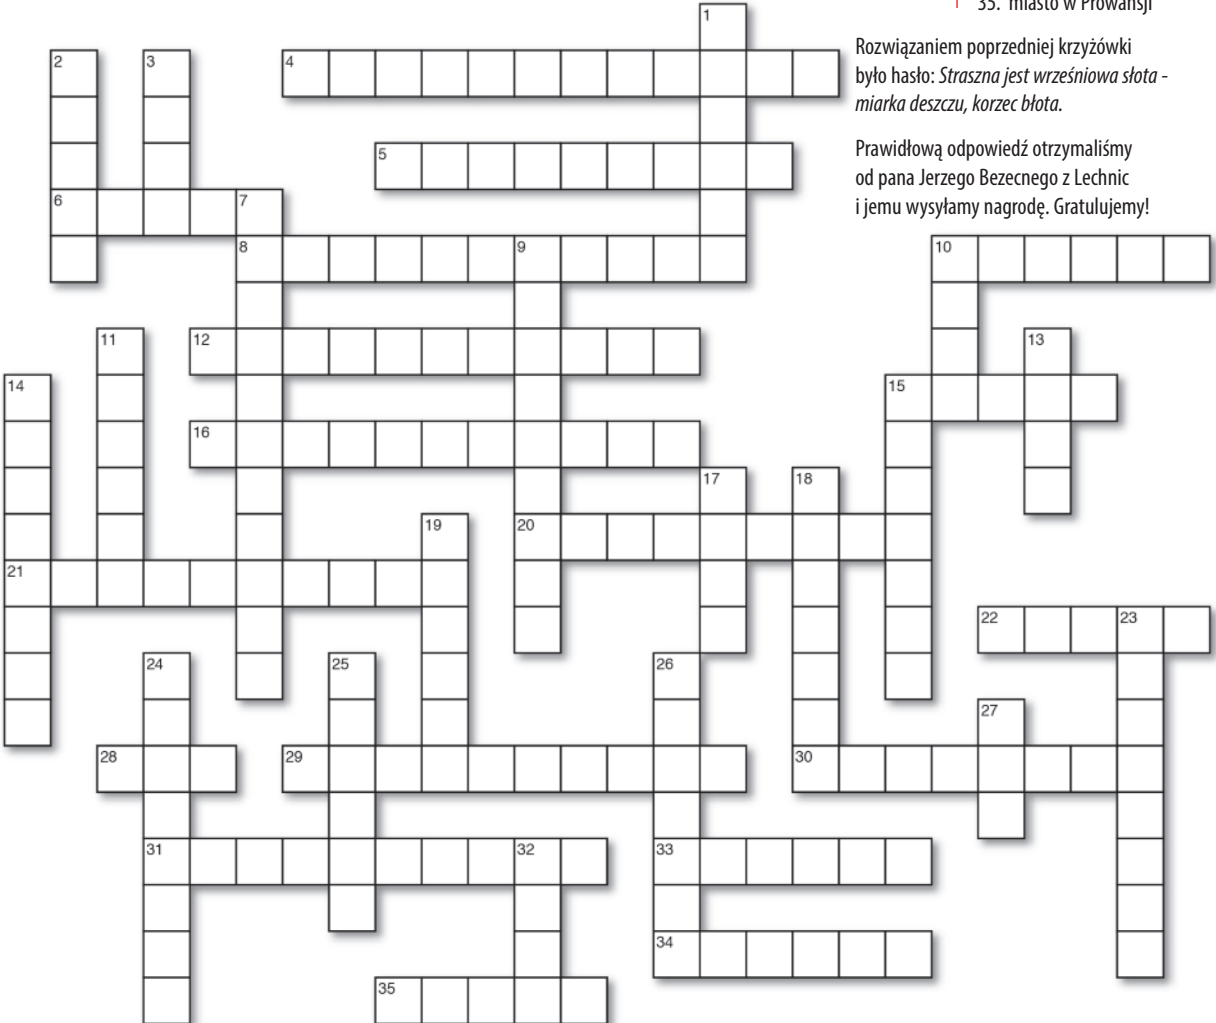 35. miasto w Prowansji
Rozwiązaniem poprzedniej krzyżówki
było hasło: Straszna jest wrześniowa słota -
miarka deszczu, korzec błota.
Prawidłową odpowiedź otrzymaliśmy
od pana Jerzego Bezecnego z Lechnic
i jemu wysyłamy nagrodę. Gratulujemy!
1
2 3 4
5
6 7
8 9 10
11 12 13
14 15
16
17 18
19 20
21
22 23
24 25 26
27
28 29 30
31 32 33
34
35